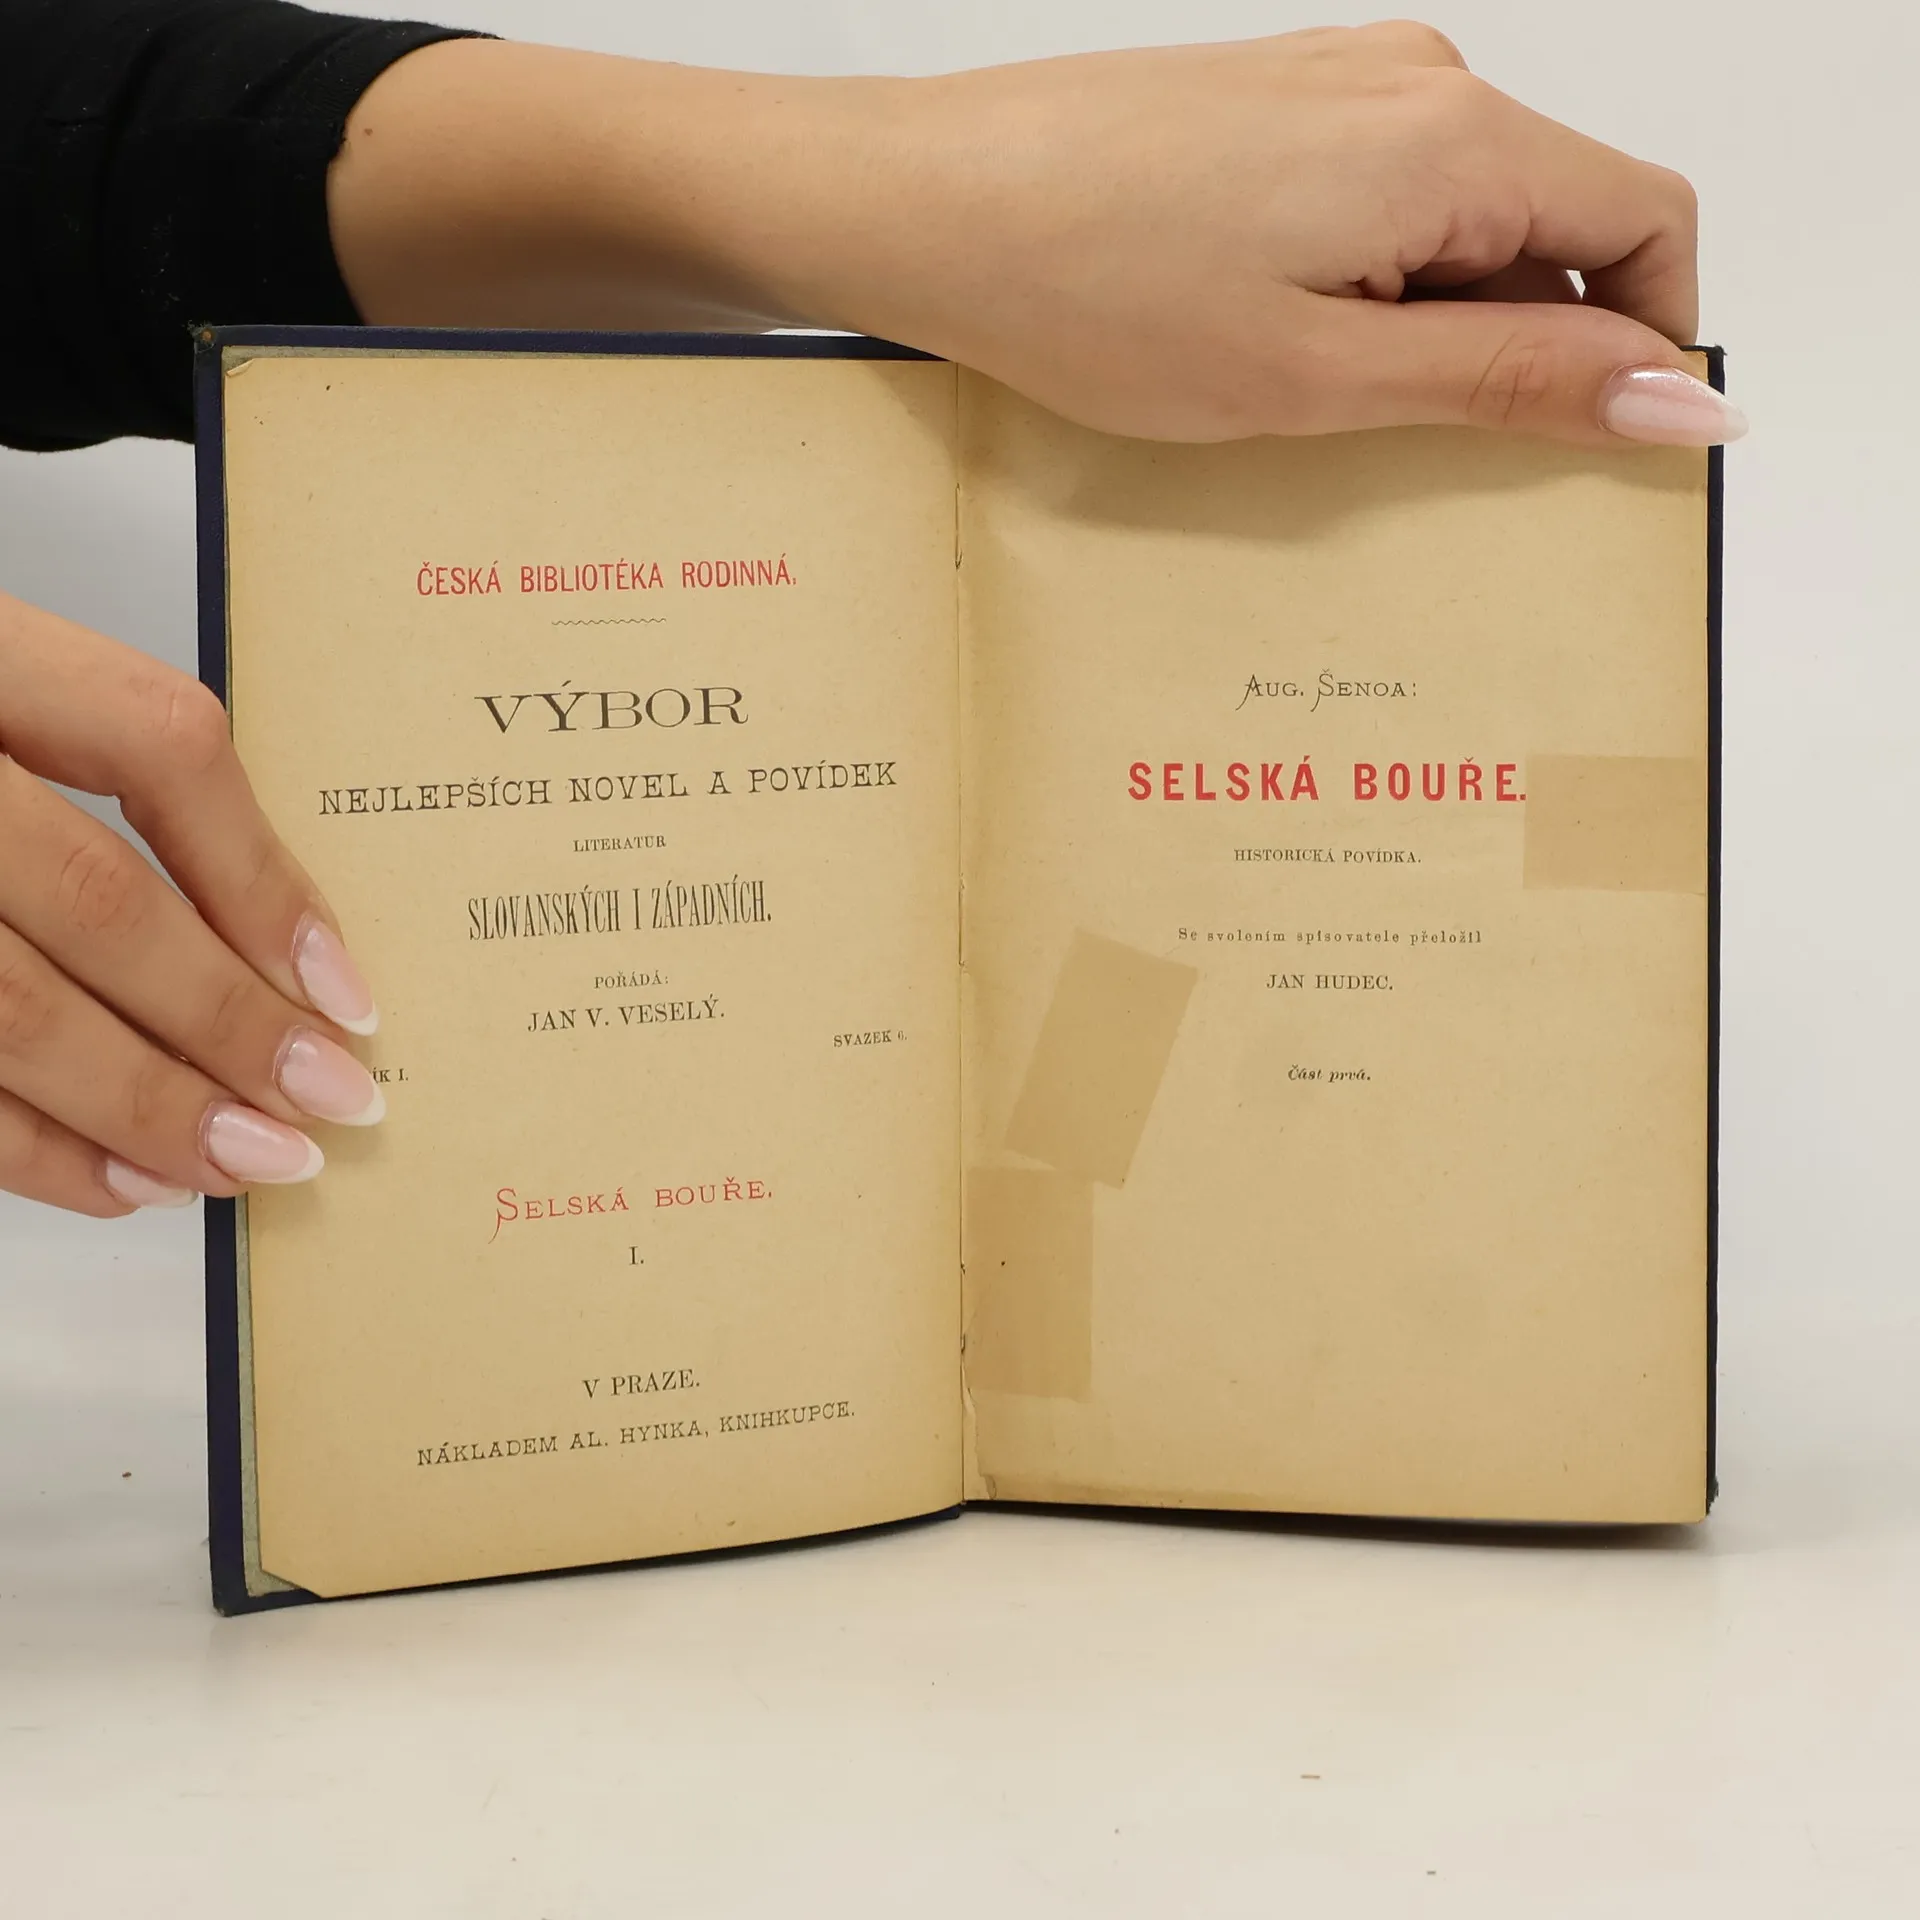 ČESKÁ BIBLIOTÉKA RODINNÁ.
VÝBOR
NEJLEPŠÍCH NOVEL A POVÍDEK
LITERATUR
SLOVANSKÝCH I ZÁPADNÍCH.
POŘÁDÁ:
JAN V. VESELÝ.
SVAZEK 6.
I.
SELSKÁ BOUŘE.
I.
V PRAZE.
NÁKLADEM AL. HYNKA, KNIHKUPCE.
AUG. ŠENOA:
SELSKÁ BOUŘE.
HISTORICKÁ POVÍDKA.
Se svolením spisovatele přeložil
JAN HUDEC.
Část prvá.